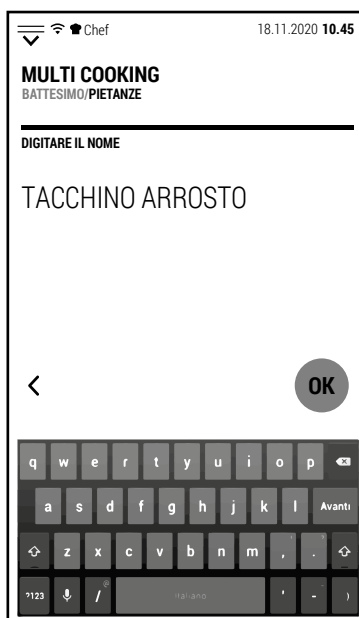 Chef 18.11.2020 10.45
MULTI COOKING
BATTESIMO/PIETANZE
DIGITARE IL NOME
TACCHINO ARROSTO
OK
q w e r t y u i o p
a s d f g h j k l Avanti
z x c v b n m , .
?123 / @ Italiano ' - )